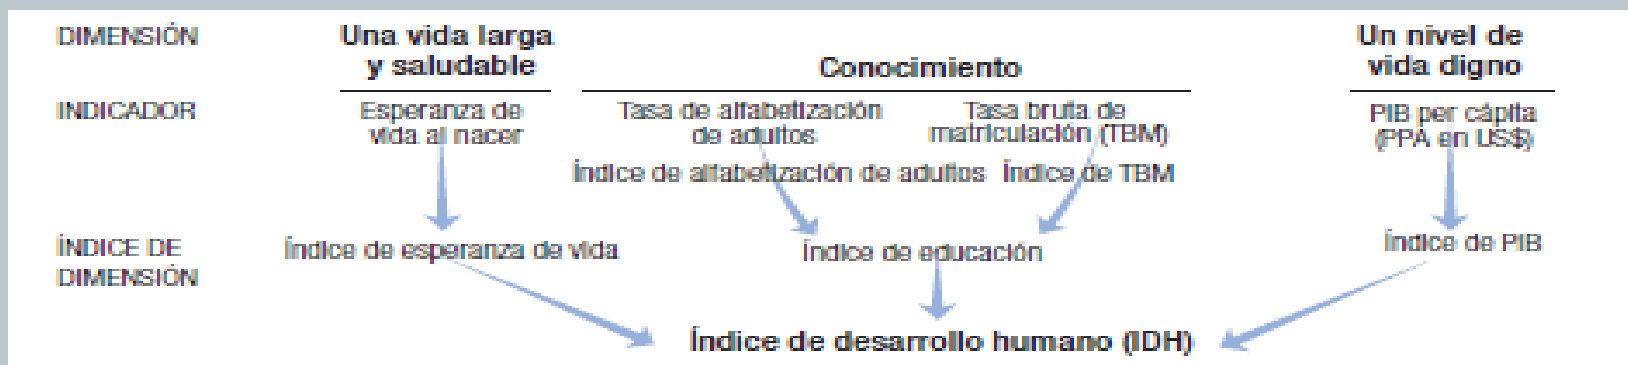 DIMENSIÓN
Una vida larga
y saludable
Conocimiento
Un nivel de
vida digno
INDICADOR
Esperanza de
vida al nacer
Tasa de alfabetización
de adultos
Tasa bruta de
matriculación (TBM)
PIB per cápita
(PPA en US$)
Índice de alfabetización de adultos
Índice de TBM
ÍNDICE DE
DIMENSIÓN
Índice de esperanza de vida
Índice de educación
Índice de PIB
Índice de desarrollo humano (IDH)